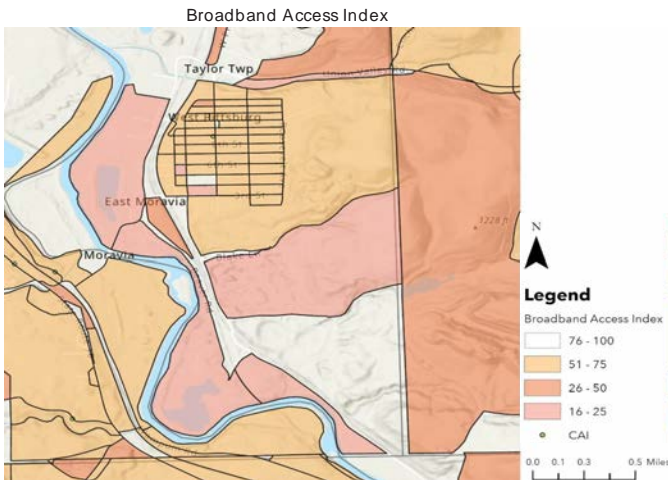 Broadband Access Index
Taylor Twp
West Pittsburg
East Moravia
Moravia
1228 ft
N
Legend
Broadband Access Index
76 - 100
51 - 75
26 - 50
16 - 25
CAI
0.0 0.1 0.3 0.5 Miles